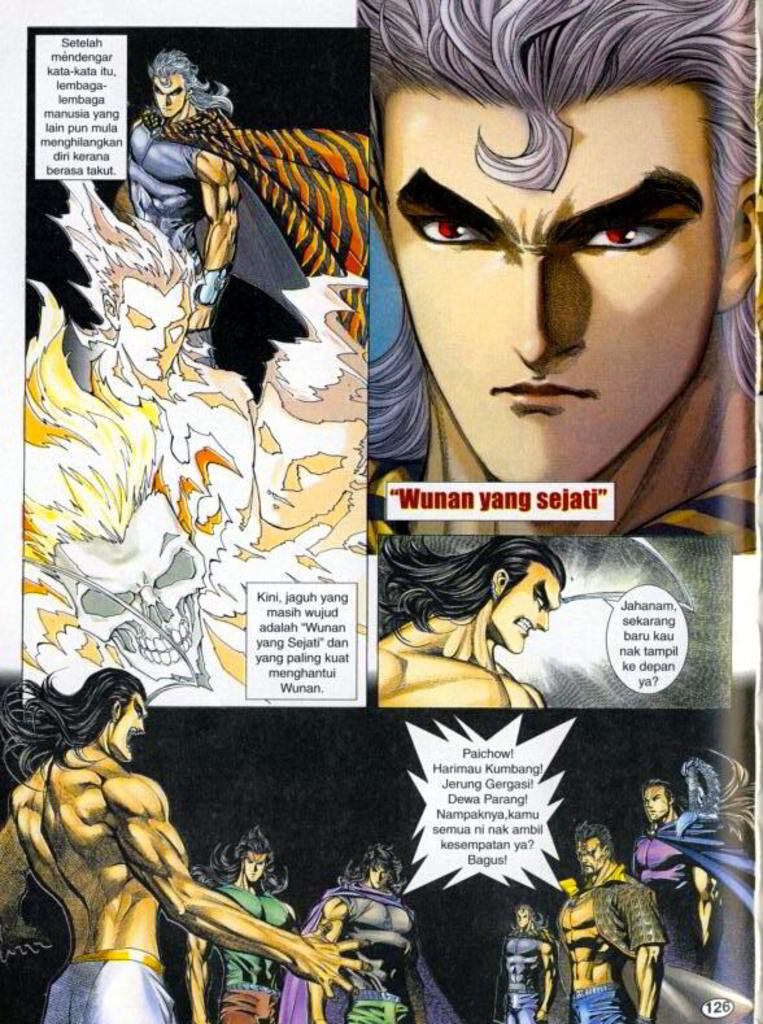 Setelah
mendengar
kata-kata itu,
lembaga-
lembaga
manusia yang
lain pun mula
menghilangkan
diri kerana
berasa takut.
"Wunan yang sejati"
Kini, jaguh yang
masih wujud
adalah "Wunan
yang Sejati" dan
yang paling kuat
menghantui
Wunan.
Jahanam,
sekarang
baru kau
nak tampil
ke depan
ya?
Paichow!
Harimau Kumbang!
Jerung Gergasi!
Dewa Parang!
Nampaknya,kamu
semua ni nak ambil
kesempatan ya?
Bagus!
126